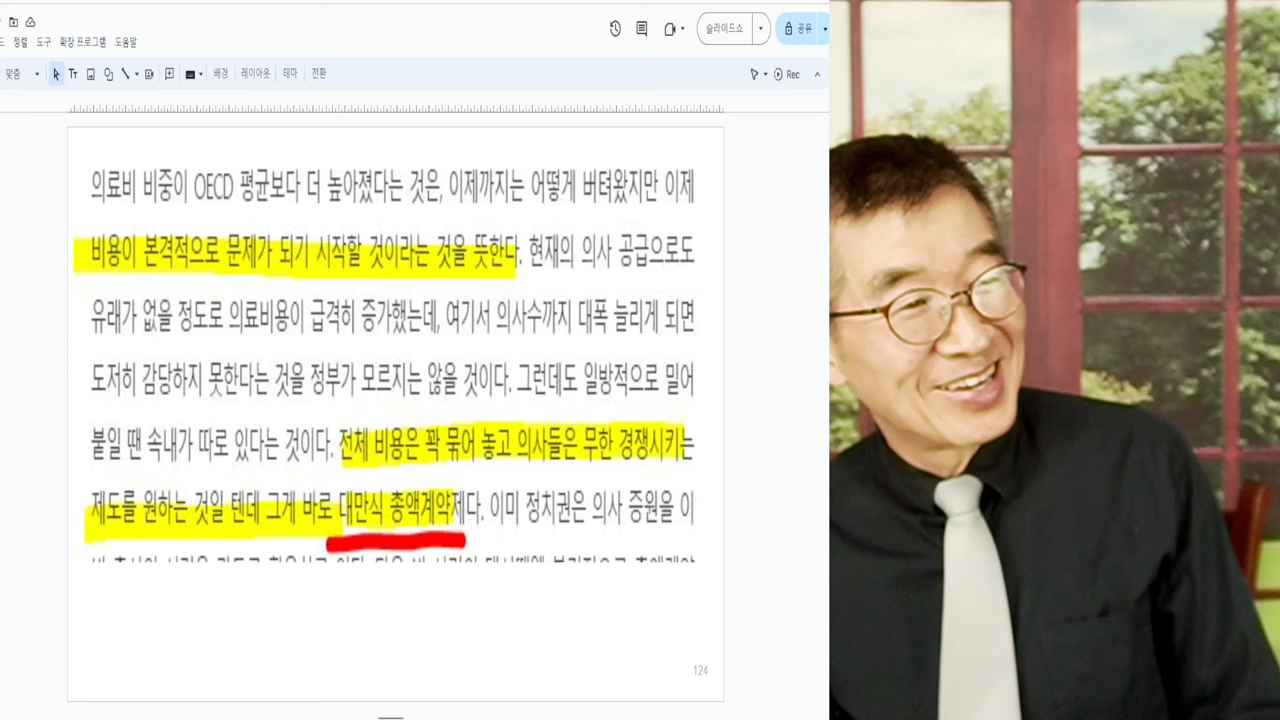 정렬 도구 확장 프로그램 도움말
슬라이드쇼
공유
맞춤
배경 레이아웃 테마 전환
Rec
의료비 비중이 OECD 평균보다 더 높아졌다는 것은, 이제까지는 어떻게 버텨왔지만 이제
비용이 본격적으로 문제가 되기 시작할 것이라는 것을 뜻한다. 현재의 의사 공급으로도
유래가 없을 정도로 의료비용이 급격히 증가했는데, 여기서 의사수까지 대폭 늘리게 되면
도저히 감당하지 못한다는 것을 정부가 모르지는 않을 것이다. 그런데도 일방적으로 밀어
붙일 땐 속내가 따로 있다는 것이다. 전체 비용은 꽉 묶어 놓고 의사들은 무한 경쟁시키는
제도를 원하는 것일 텐데 그게 바로 대만식 총액계약제다. 이미 정치권은 의사 증원을 이
124